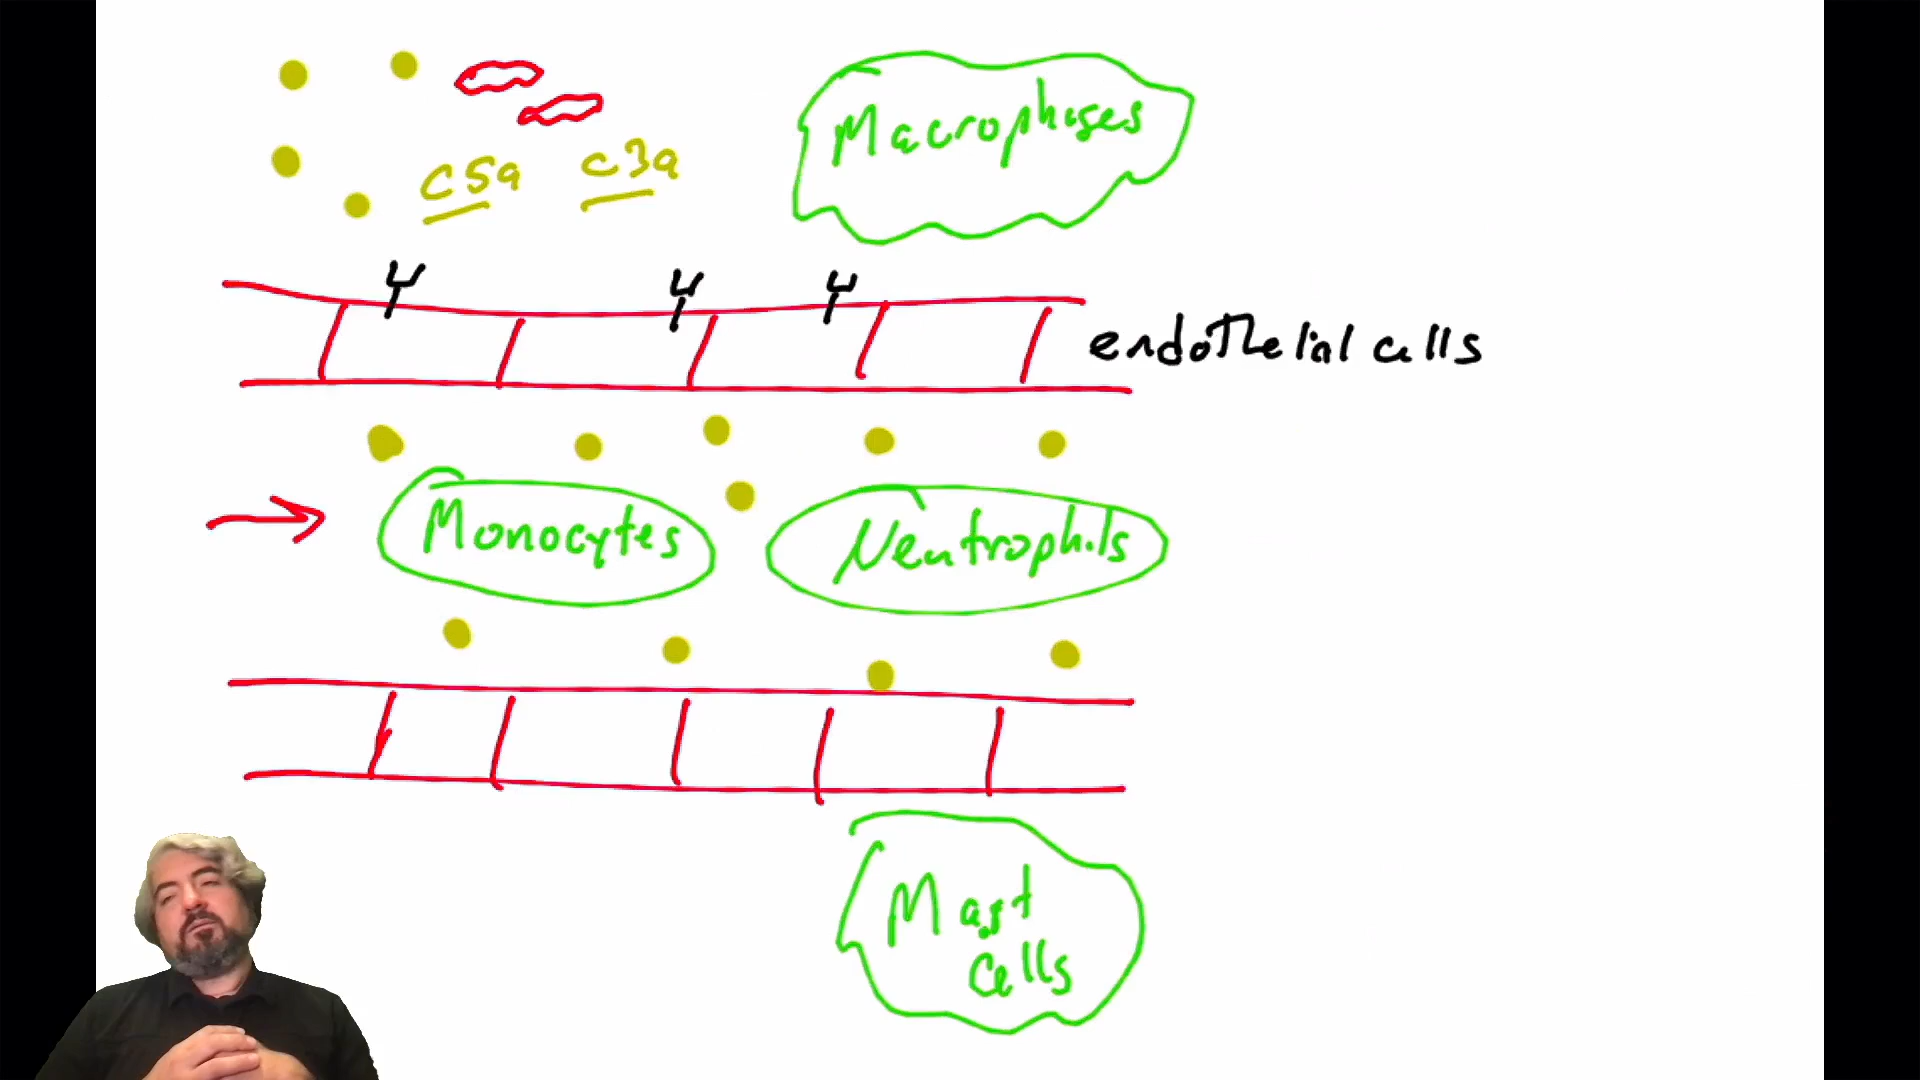 Macrophages
C5a C3a
endothelial cells
Monocytes
Neutrophils
Mast
Cells